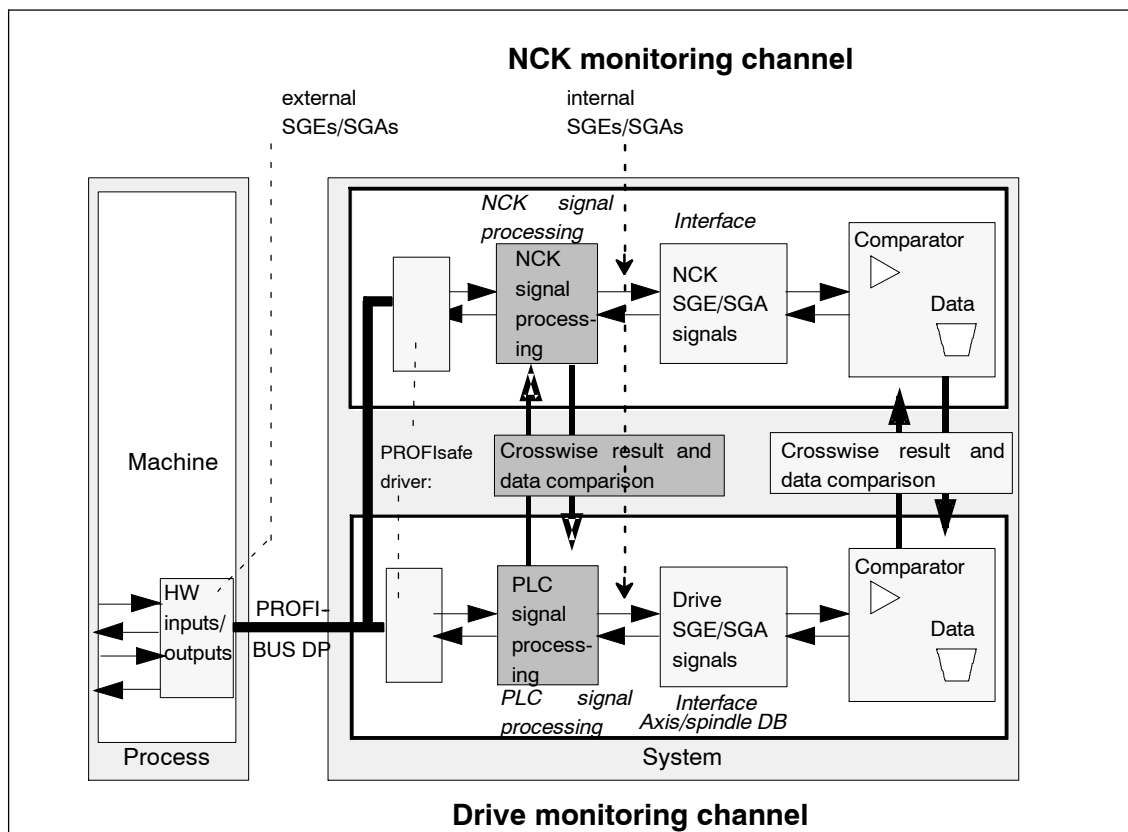 NCK monitoring channel
external
SGEs/SGAs
internal
SGEs/SGAs
NCK signal
processing
Interface
NCK
signal
process-
ing
NCK
SGE/SGA
signals
Comparator
Data
Machine
PROFIsafe
driver:
Crosswise result and
data comparison
Crosswise result and
data comparison
HW
inputs/
outputs
PROFI-
BUS DP
PLC
signal
process-
ing
Drive
SGE/SGA
signals
Comparator
Data
PLC signal
processing
Interface
Axis/spindle DB
Process
System
Drive monitoring channel